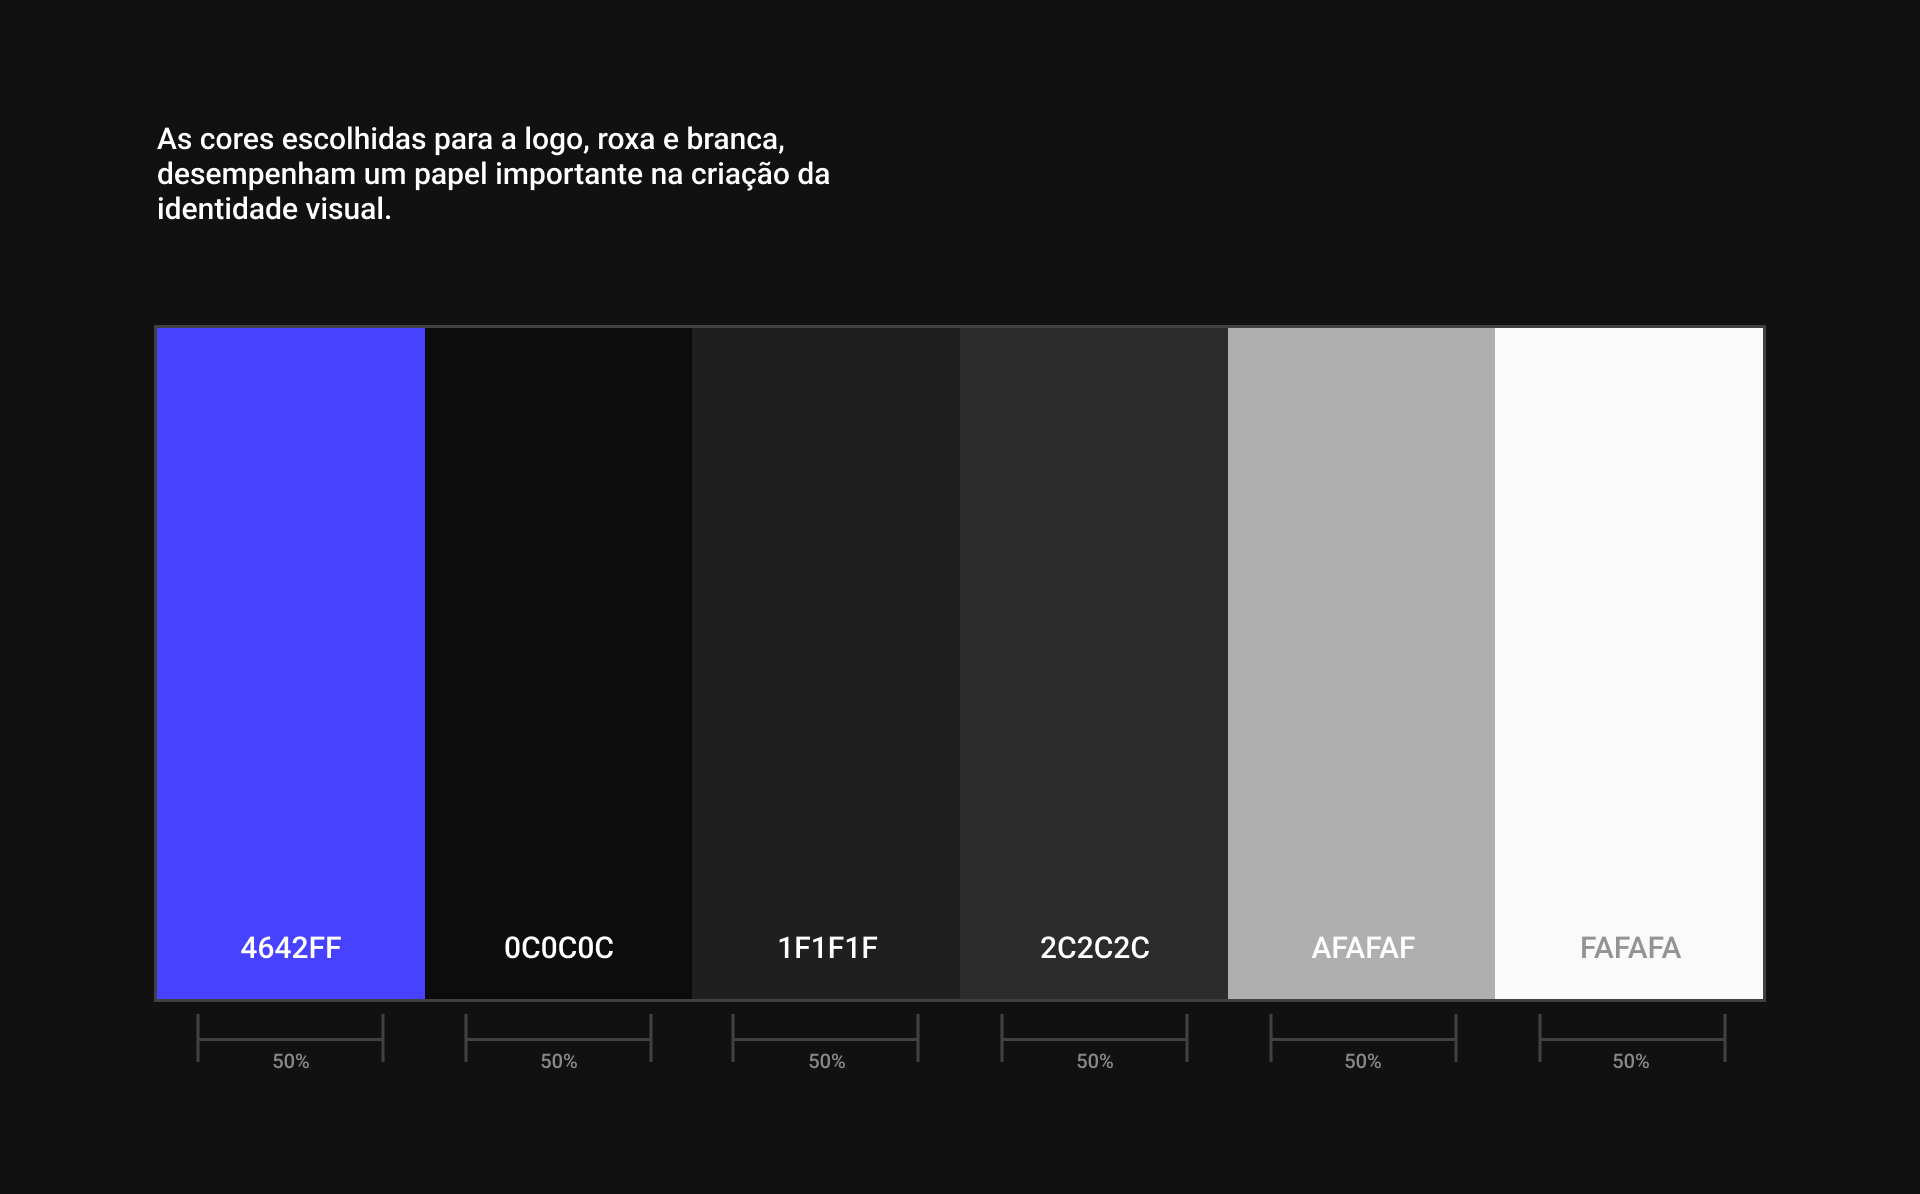 As cores escolhidas para a logo, roxa e branca,
desempenham um papel importante na criação da
identidade visual.
4642FF
0C0C0C
1F1F1F
2C2C2C
AFAFAF
FAFAFA
50%
50%
50%
50%
50%
50%